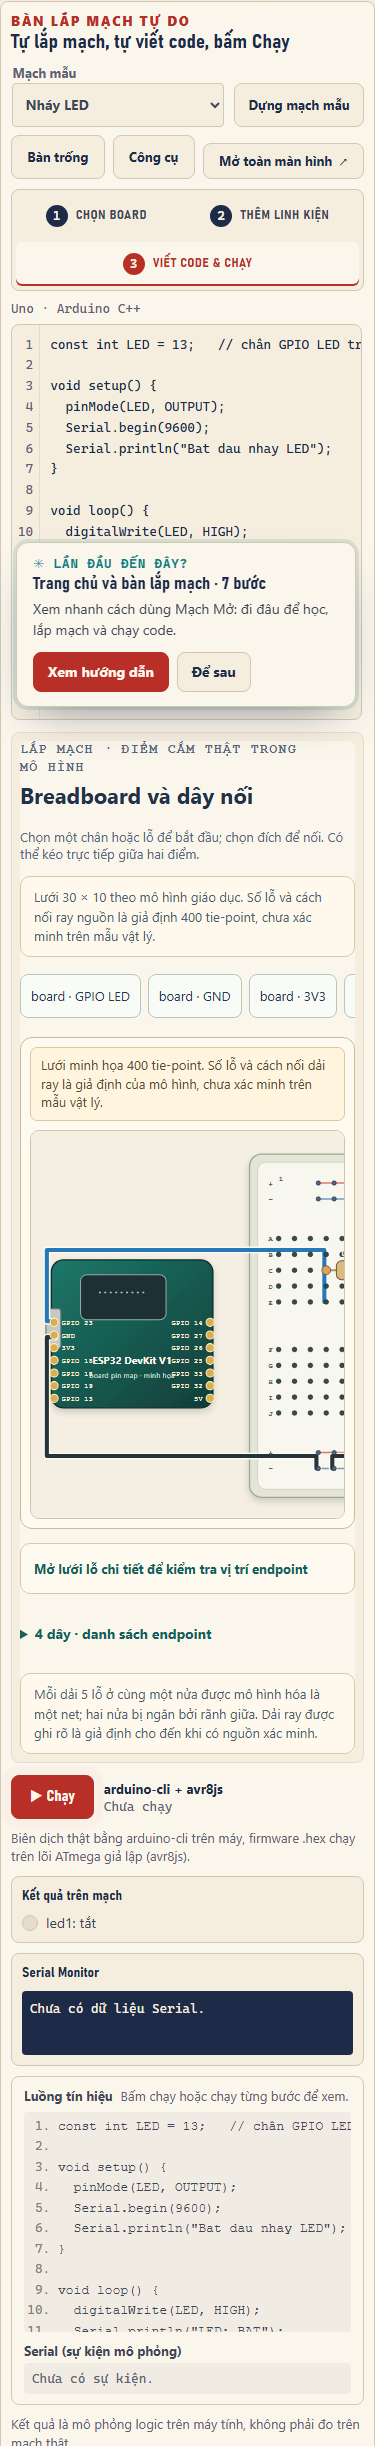 BÀN LẮP MẠCH TỰ DO
Tự lắp mạch, tự viết code, bấm Chạy
Mạch mẫu
Nháy LED
Dựng mạch mẫu
Bàn trống
Công cụ
Mở toàn màn hình ↗
1 CHỌN BOARD
2 THÊM LINH KIỆN
3 VIẾT CODE & CHẠY
Uno · Arduino C++
1 const int LED = 13;   // chân GPIO LED tr
2
3 void setup() {
4   pinMode(LED, OUTPUT);
5   Serial.begin(9600);
6   Serial.println("Bat dau nhay LED");
7 }
8
9 void loop() {
10   digitalWrite(LED, HIGH);
✳ LẦN ĐẦU ĐẾN ĐÂY?
Trang chủ và bàn lắp mạch · 7 bước
Xem nhanh cách dùng Mạch Mở: đi đâu để học,
lắp mạch và chạy code.
Xem hướng dẫn
Để sau
LẮP MẠCH · ĐIỂM CẮM THẬT TRONG
MÔ HÌNH
Breadboard và dây nối
Chọn một chân hoặc lỗ để bắt đầu; chọn đích để nối. Có
thể kéo trực tiếp giữa hai điểm.
Lưới 30 × 10 theo mô hình giáo dục. Số lỗ và cách
nối ray nguồn là giả định 400 tie-point, chưa xác
minh trên mẫu vật lý.
board · GPIO LED
board · GND
board · 3V3
Lưới minh họa 400 tie-point. Số lỗ và cách nối dải
ray là giả định của mô hình, chưa xác minh trên
mẫu vật lý.
+ 1
−
A
B
C
D
E
F
G
H
I
J
+
−
GPIO 23
GND
3V3
GPIO 18
GPIO 19
GPIO 13
GPIO 14
GPIO 27
GPIO 26
GPIO 25
GPIO 33
GPIO 32
5V
ESP32 DevKit V1
Board pin map · minh họa
Mở lưới lỗ chi tiết để kiểm tra vị trí endpoint
▶ 4 dây · danh sách endpoint
Mỗi dải 5 lỗ ở cùng một nửa được mô hình hóa là
một net; hai nửa bị ngăn bởi rãnh giữa. Dải ray được
ghi rõ là giả định cho đến khi có nguồn xác minh.
▶ Chạy
arduino-cli + avr8js
Chưa chạy
Biên dịch thật bằng arduino-cli trên máy, firmware .hex chạy
trên lõi ATmega giả lập (avr8js).
Kết quả trên mạch
led1: tắt
Serial Monitor
Chưa có dữ liệu Serial.
Luồng tín hiệu Bấm chạy hoặc chạy từng bước để xem.
1. const int LED = 13;   // chân GPIO LED
2.
3. void setup() {
4.   pinMode(LED, OUTPUT);
5.   Serial.begin(9600);
6.   Serial.println("Bat dau nhay LED");
7. }
8.
9. void loop() {
10.   digitalWrite(LED, HIGH);
11.   Serial.println("LED: BAT");
Serial (sự kiện mô phỏng)
Chưa có sự kiện.
Kết quả là mô phỏng logic trên máy tính, không phải đo trên
mạch thật.